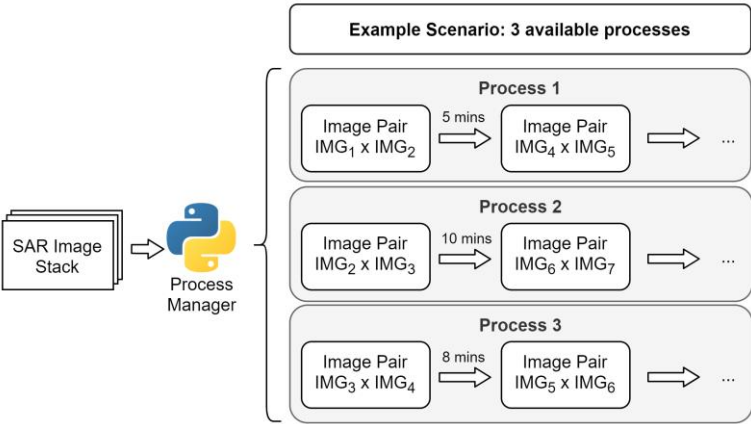 Example Scenario: 3 available processes
Process 1
Image Pair
IMG₁ x IMG₂
5 mins
Image Pair
IMG₄ x IMG₅
...
SAR Image
Stack
Process
Manager
Process 2
Image Pair
IMG₂ x IMG₃
10 mins
Image Pair
IMG₆ x IMG₇
...
Process 3
Image Pair
IMG₃ x IMG₄
8 mins
Image Pair
IMG₅ x IMG₆
...